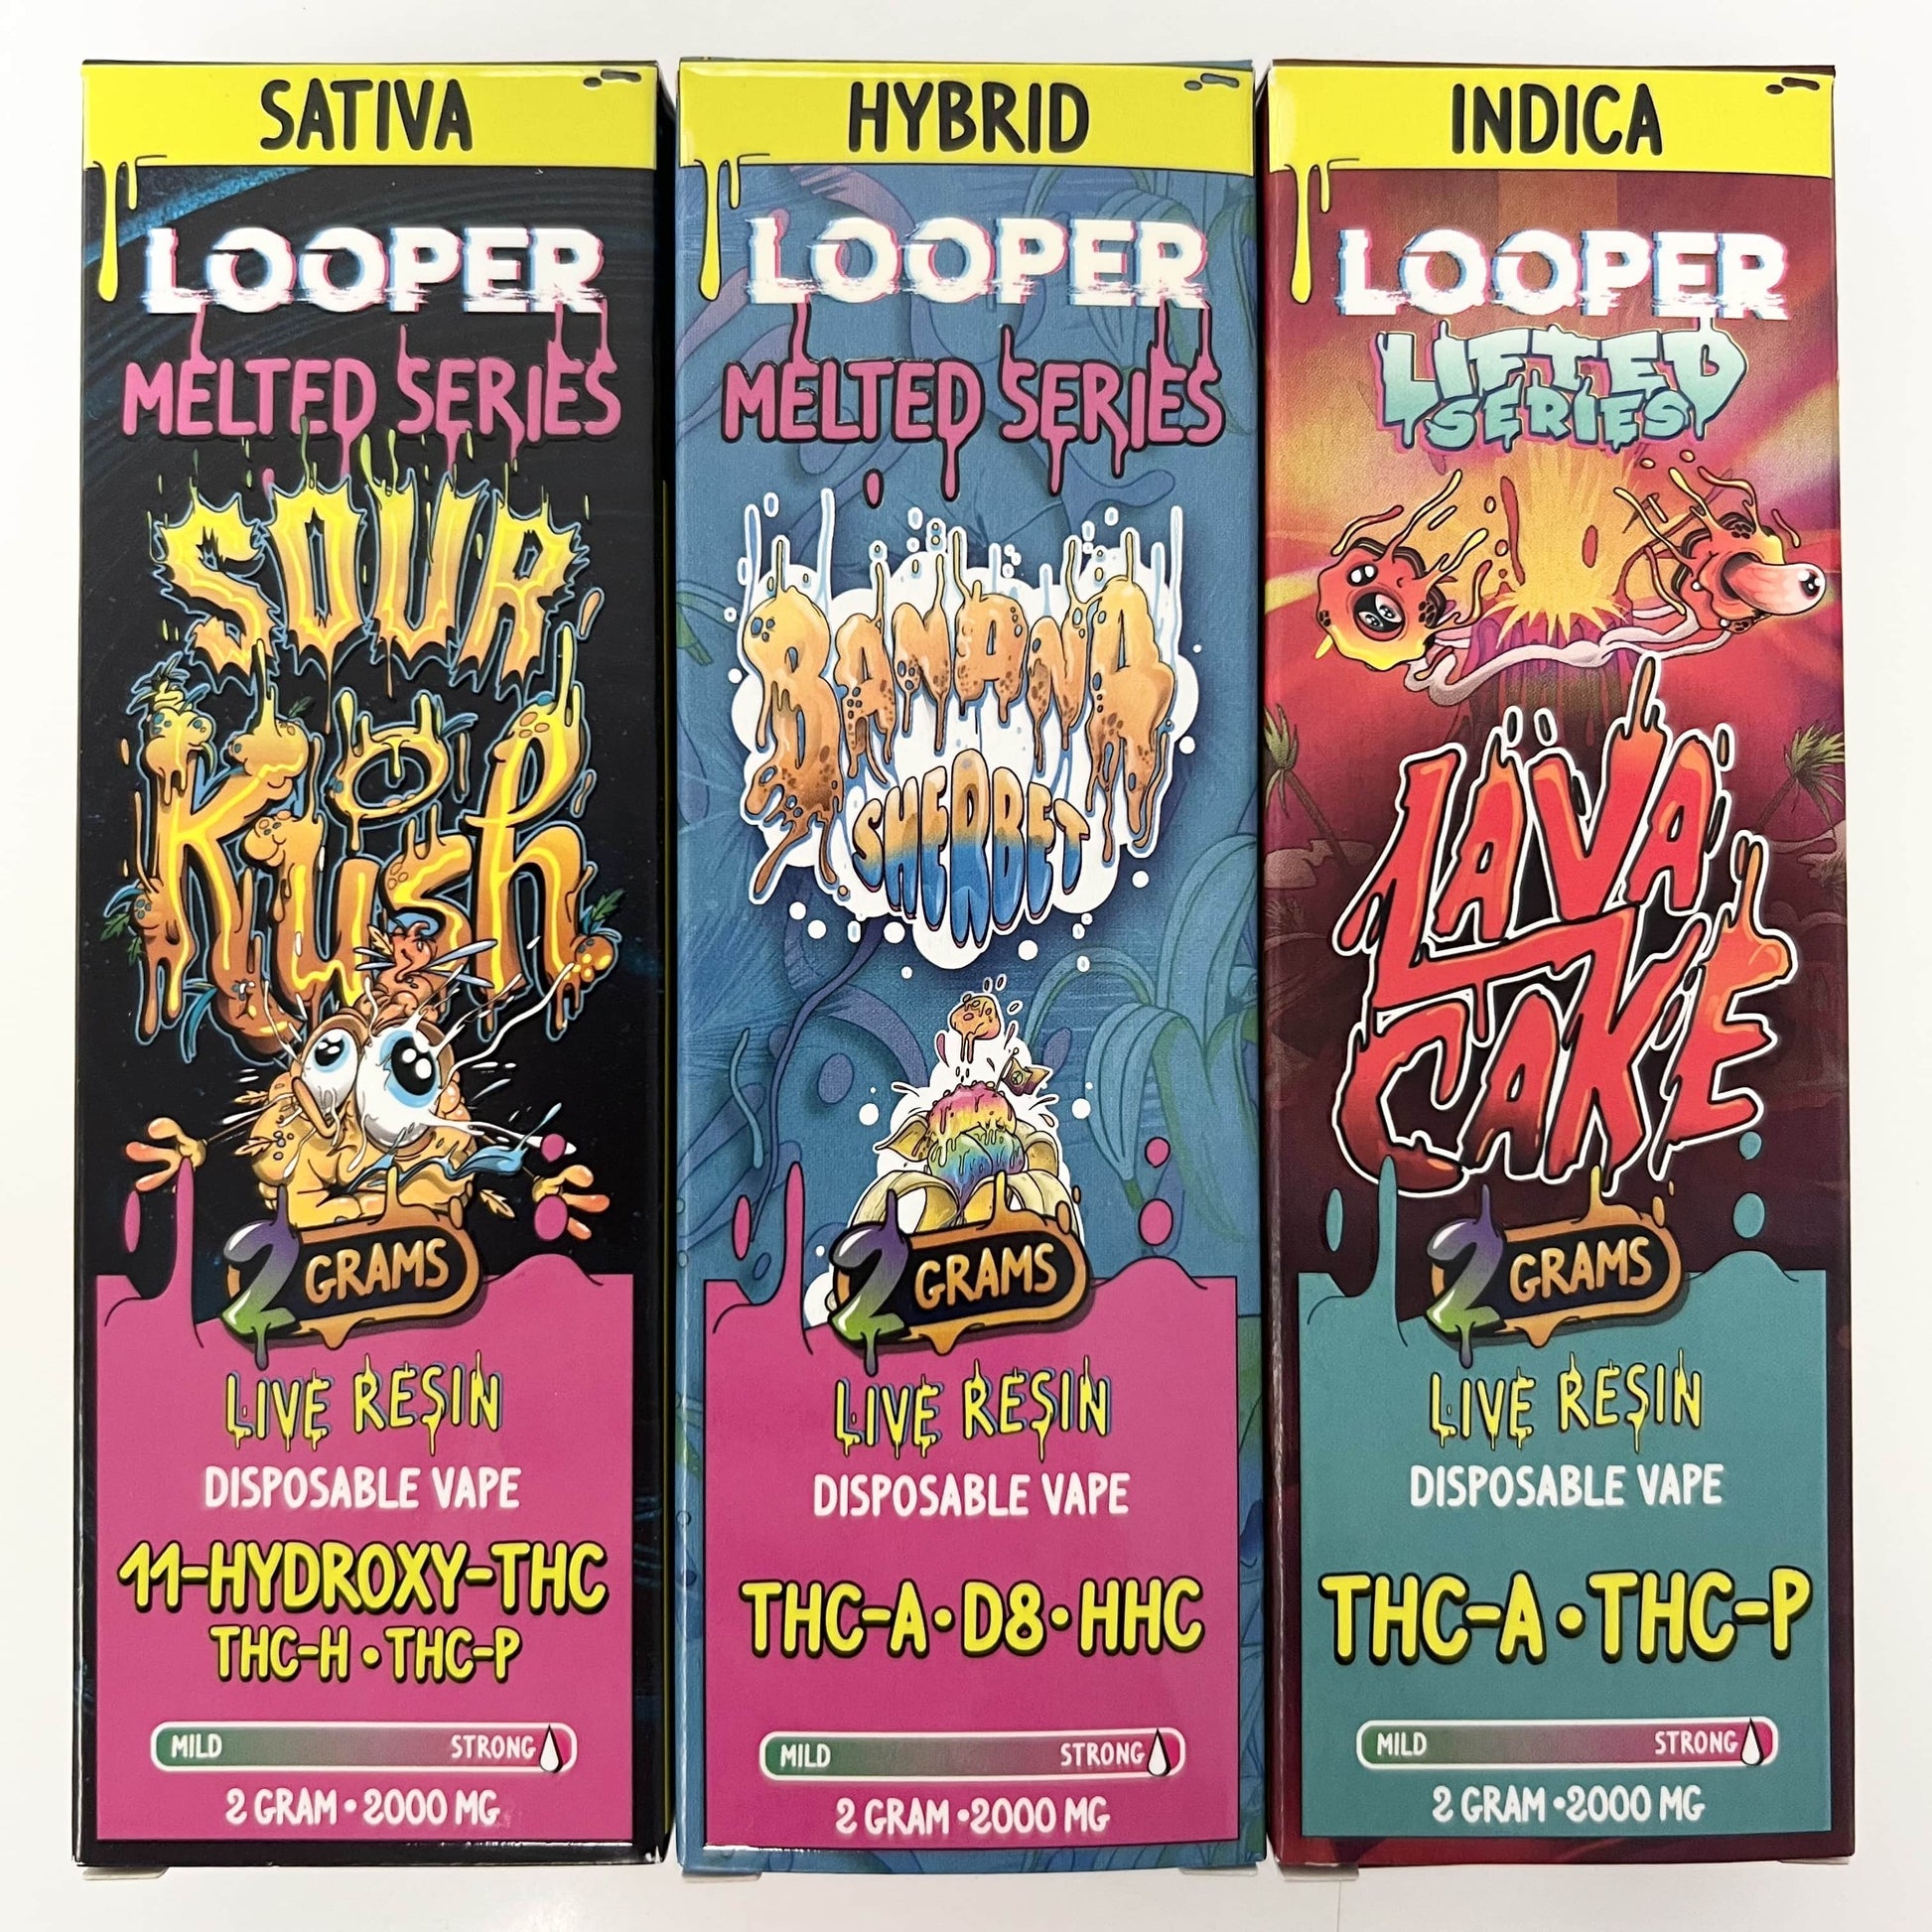 SATIVA
LOOPER
MELTED SERIES
SOUR
KUSH
2 GRAMS
LIVE RESIN
DISPOSABLE VAPE
11-HYDROXY-THC
THC-H • THC-P
MILD STRONG
2 GRAM • 2000 MG
HYBRID
LOOPER
MELTED SERIES
BANANA
SHERBET
2 GRAMS
LIVE RESIN
DISPOSABLE VAPE
THC-A • D8 • HHC
MILD STRONG
2 GRAM • 2000 MG
INDICA
LOOPER
LIFTED
SERIES
LAVA
CAKE
2 GRAMS
LIVE RESIN
DISPOSABLE VAPE
THC-A • THC-P
MILD STRONG
2 GRAM • 2000 MG